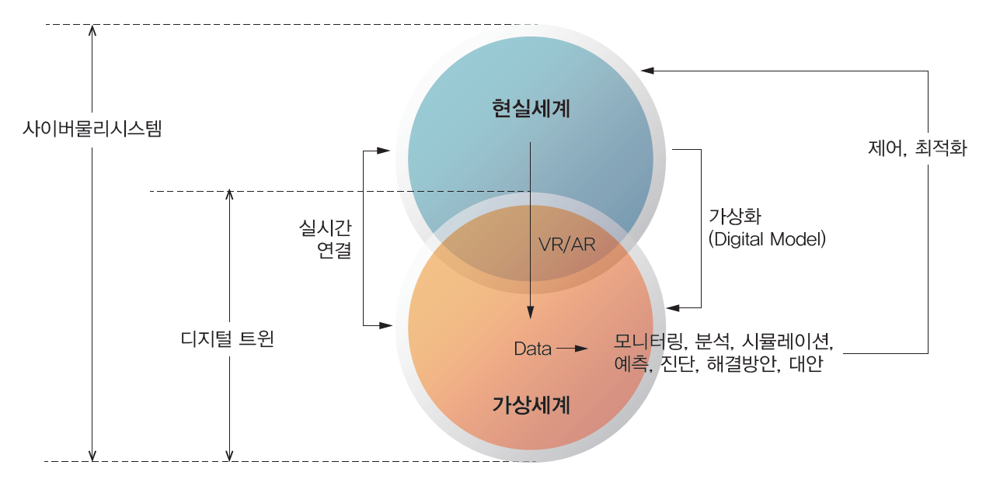 현실세계
사이버물리시스템
제어, 최적화
실시간
연결
가상화
(Digital Model)
VR/AR
디지털 트윈
Data
모니터링, 분석, 시뮬레이션,
예측, 진단, 해결방안, 대안
가상세계